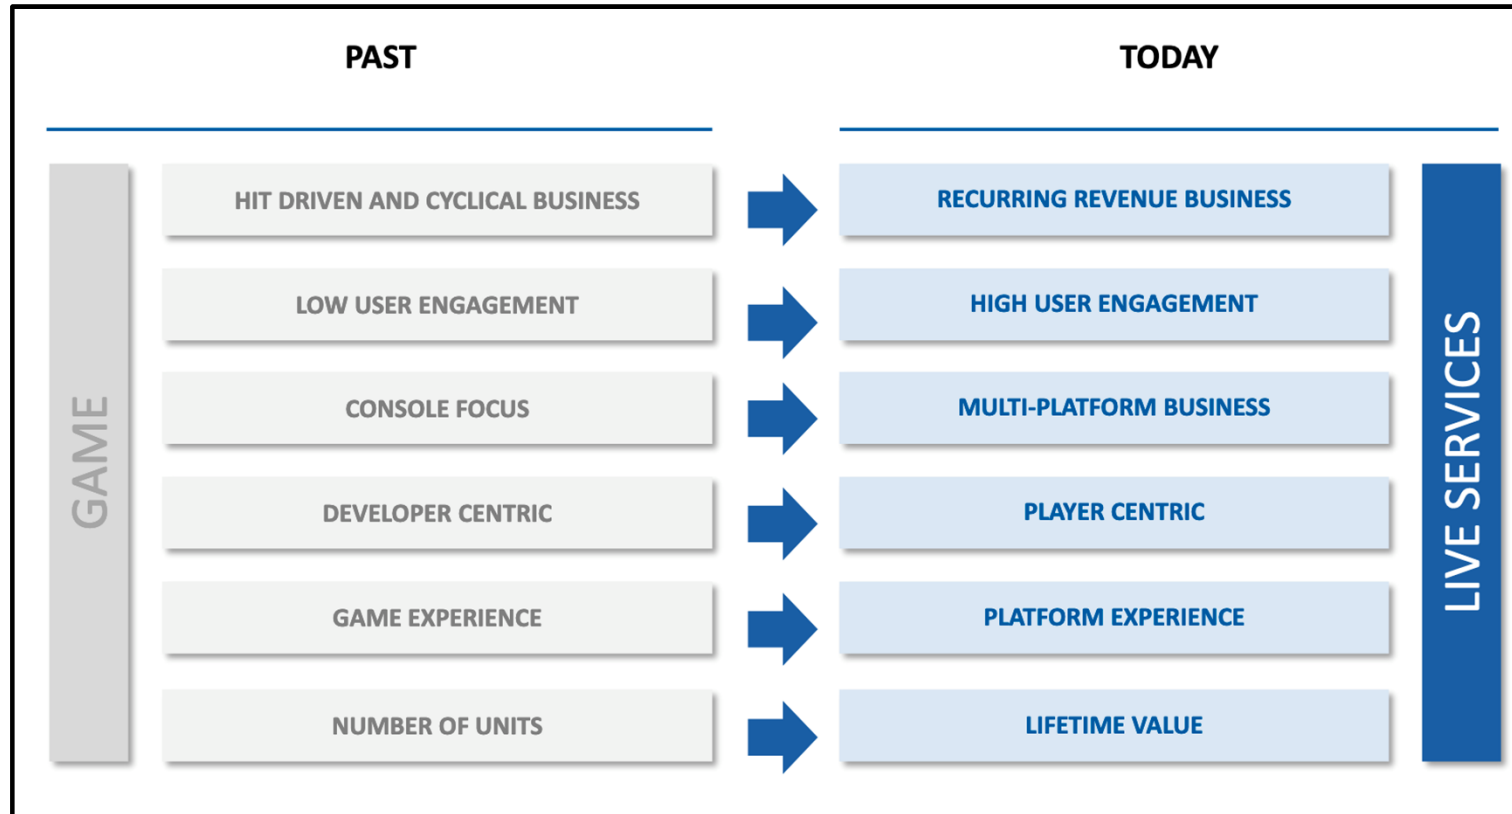 PAST
TODAY
GAME
HIT DRIVEN AND CYCLICAL BUSINESS
RECURRING REVENUE BUSINESS
LOW USER ENGAGEMENT
HIGH USER ENGAGEMENT
CONSOLE FOCUS
MULTI-PLATFORM BUSINESS
DEVELOPER CENTRIC
PLAYER CENTRIC
GAME EXPERIENCE
PLATFORM EXPERIENCE
NUMBER OF UNITS
LIFETIME VALUE
LIVE SERVICES